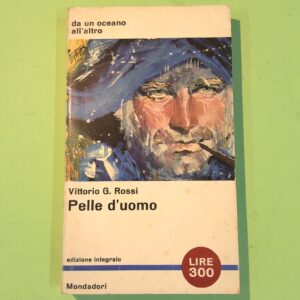 da un oceano
all'altro
Vittorio G. Rossi
Pelle d'uomo
edizione integrale
LIRE
300
Mondadori